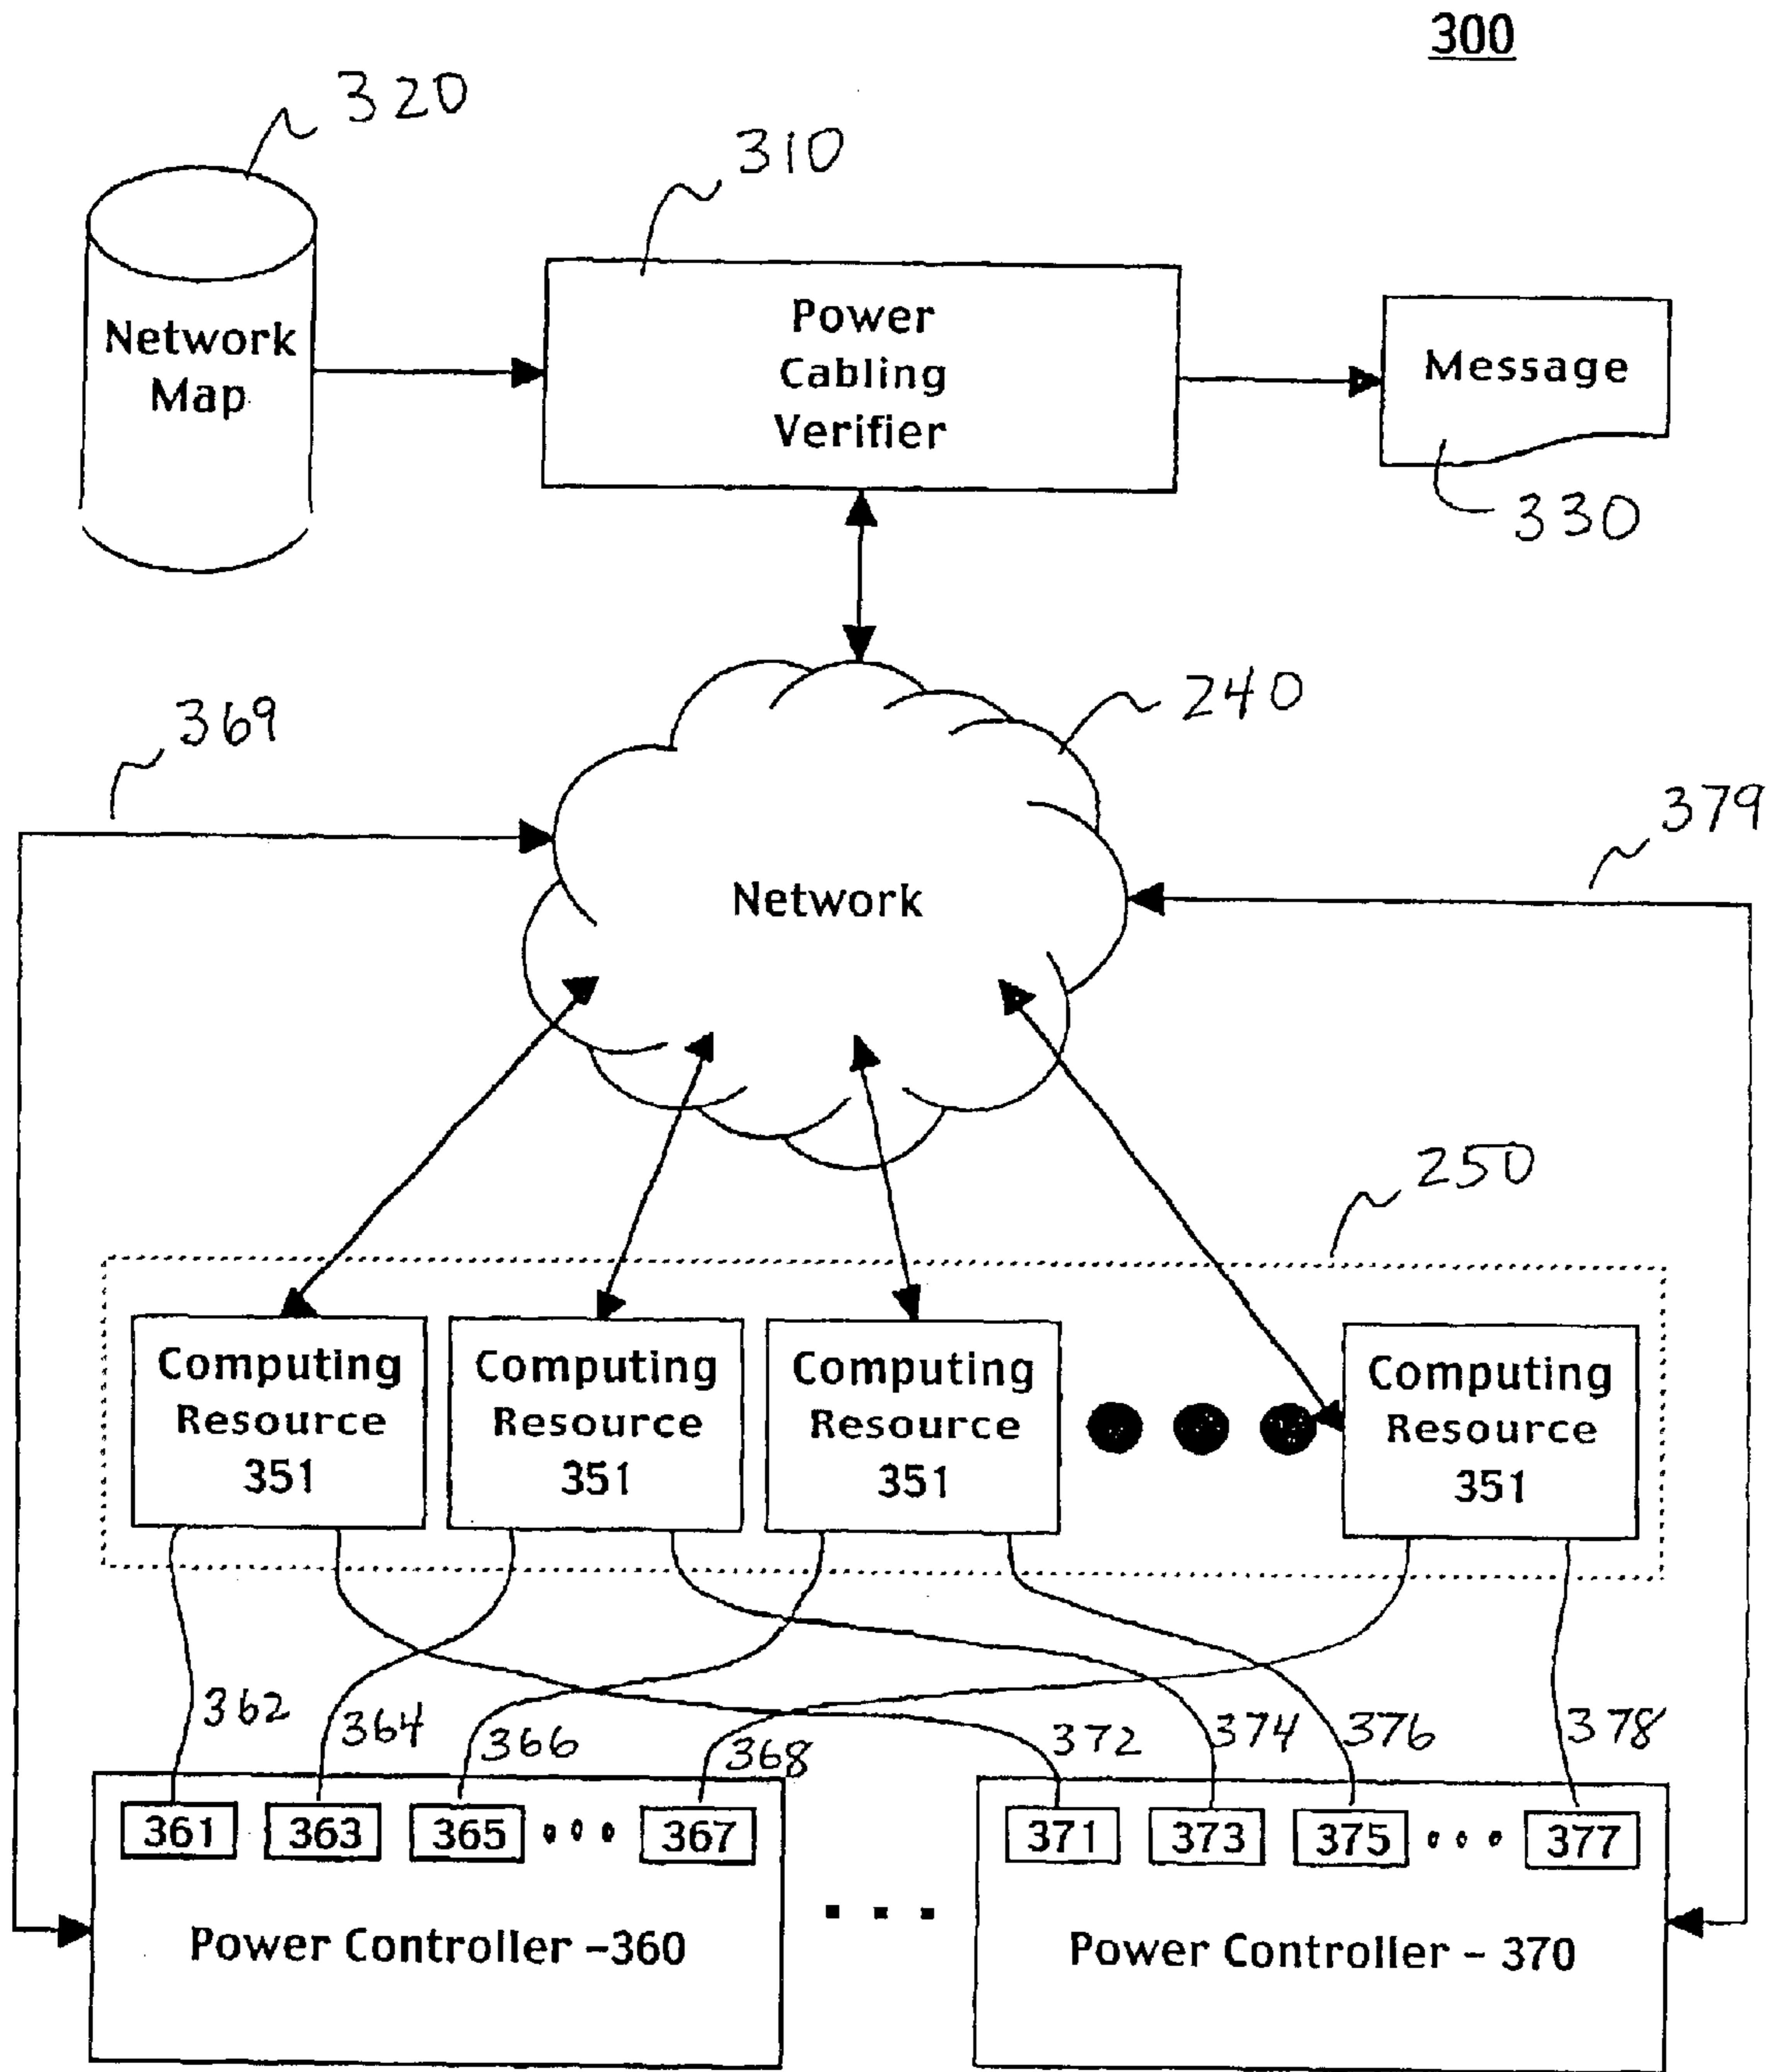 300
320
310
Network
Map
Power
Cabling
Verifier
Message
330
240
369
379
Network
250
Computing
Resource
351
Computing
Resource
351
Computing
Resource
351
Computing
Resource
351
362
364
366
368
372
374
376
378
361
363
365
367
371
373
375
377
Power Controller -360
Power Controller - 370